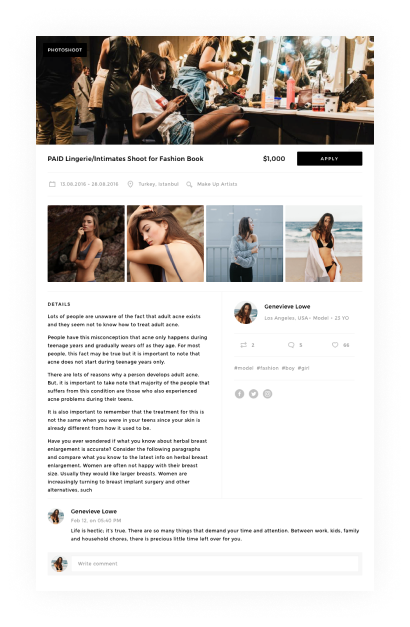 PHOTOSHOOT
PAID Lingerie/Intimates Shoot for Fashion Book
$1,000
APPLY
13.08.2016 - 28.08.2016
Turkey, Istanbul
Make Up Artists
DETAILS
Lots of people are unaware of the fact that adult acne exists
and they seem not to know how to treat adult acne.
People have this misconception that acne only happens during
teenage years and gradually wears off as they age. For most
people, this fact may be true but it is important to note that
acne does not start during teenage years only.
There are lots of reasons why a person develops adult acne.
But, it is important to take note that majority of the people that
suffers from this condition are those who also experienced
acne problems during their teens.
It is also important to remember that the treatment for this is
not the same when you were in your teens since your skin is
already different from how it used to be.
Have you ever wondered if what you know about herbal breast
enlargement is accurate? Consider the following paragraphs
and compare what you know to the latest info on herbal breast
enlargement. Women are often not happy with their breast
size. Usually they would like larger breasts. Women are
increasingly turning to breast implant surgery and other
alternatives, such
Genevieve Lowe
Los Angeles, USA • Model • 23 YO
2
5
68
#model #fashion #boy #girl
Genevieve Lowe
Feb 12, on 05:40 PM
Life is hectic; it's true. There are so many things that demand your time and attention. Between work, kids, family
and household chores, there is precious little time left over for you.
Write comment